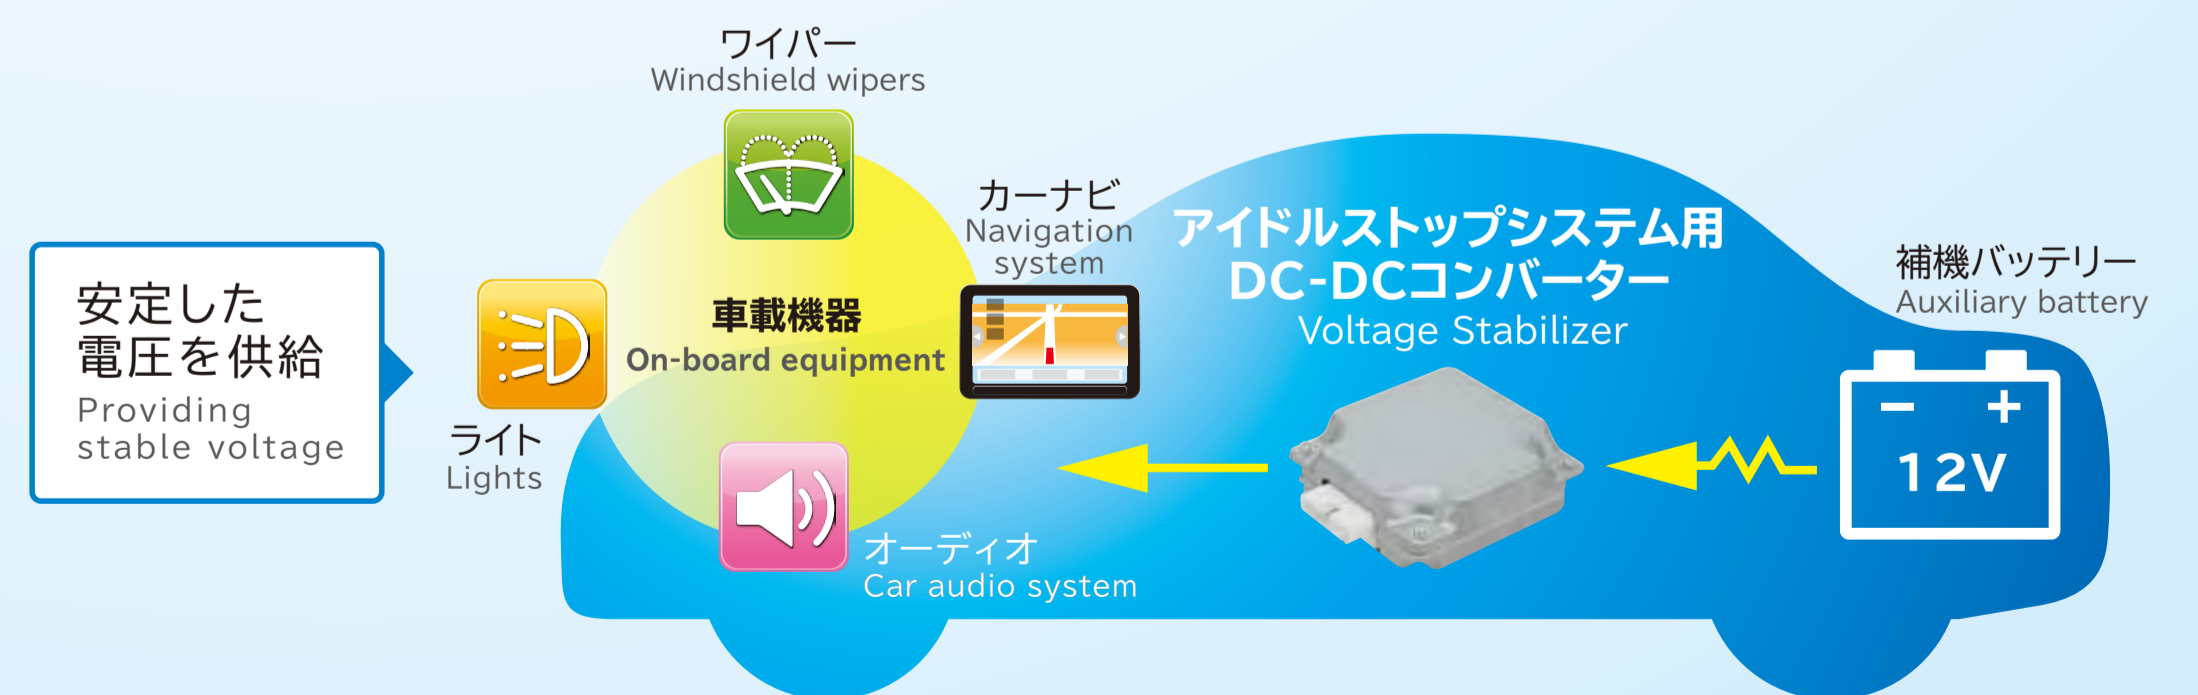 ワイパー
Windshield wipers
カーナビ
Navigation
system
アイドルストップシステム用
DC-DCコンバーター
Voltage Stabilizer
補機バッテリー
Auxiliary battery
安定した
電圧を供給
Providing
stable voltage
車載機器
On-board equipment
ライト
Lights
オーディオ
Car audio system
− +
12V